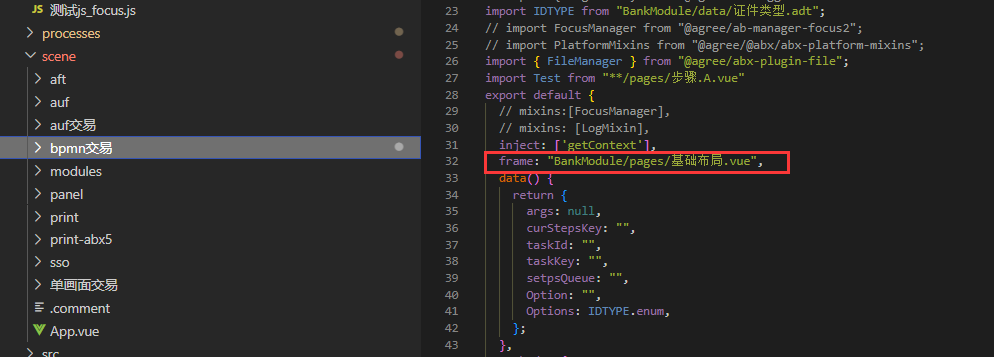 JS 测试js_focus.js
processes
scene
aft
auf
auf交易
bpmn交易
modules
panel
print
print-abx5
sso
单画面交易
.comment
App.vue
src
23 import IDTYPE from "BankModule/data/证件类型.adt";
24 // import FocusManager from "@agree/ab-manager-focus2";
25 // import PlatformMixins from "@agree/@abx/abx-platform-mixins";
26 import { FileManager } from "@agree/abx-plugin-file";
27 import Test from "**/pages/步骤.A.vue"
28 export default {
29 // mixins:[FocusManager],
30 // mixins: [LogMixin],
31 inject: ['getContext'],
32 frame: "BankModule/pages/基础布局.vue",
33 data() {
34 return {
35 args: null,
36 curStepsKey: "",
37 taskId: "",
38 taskKey: "",
39 setpsQueue: "",
40 Option: "",
41 Options: IDTYPE.enum,
42 };
43 },